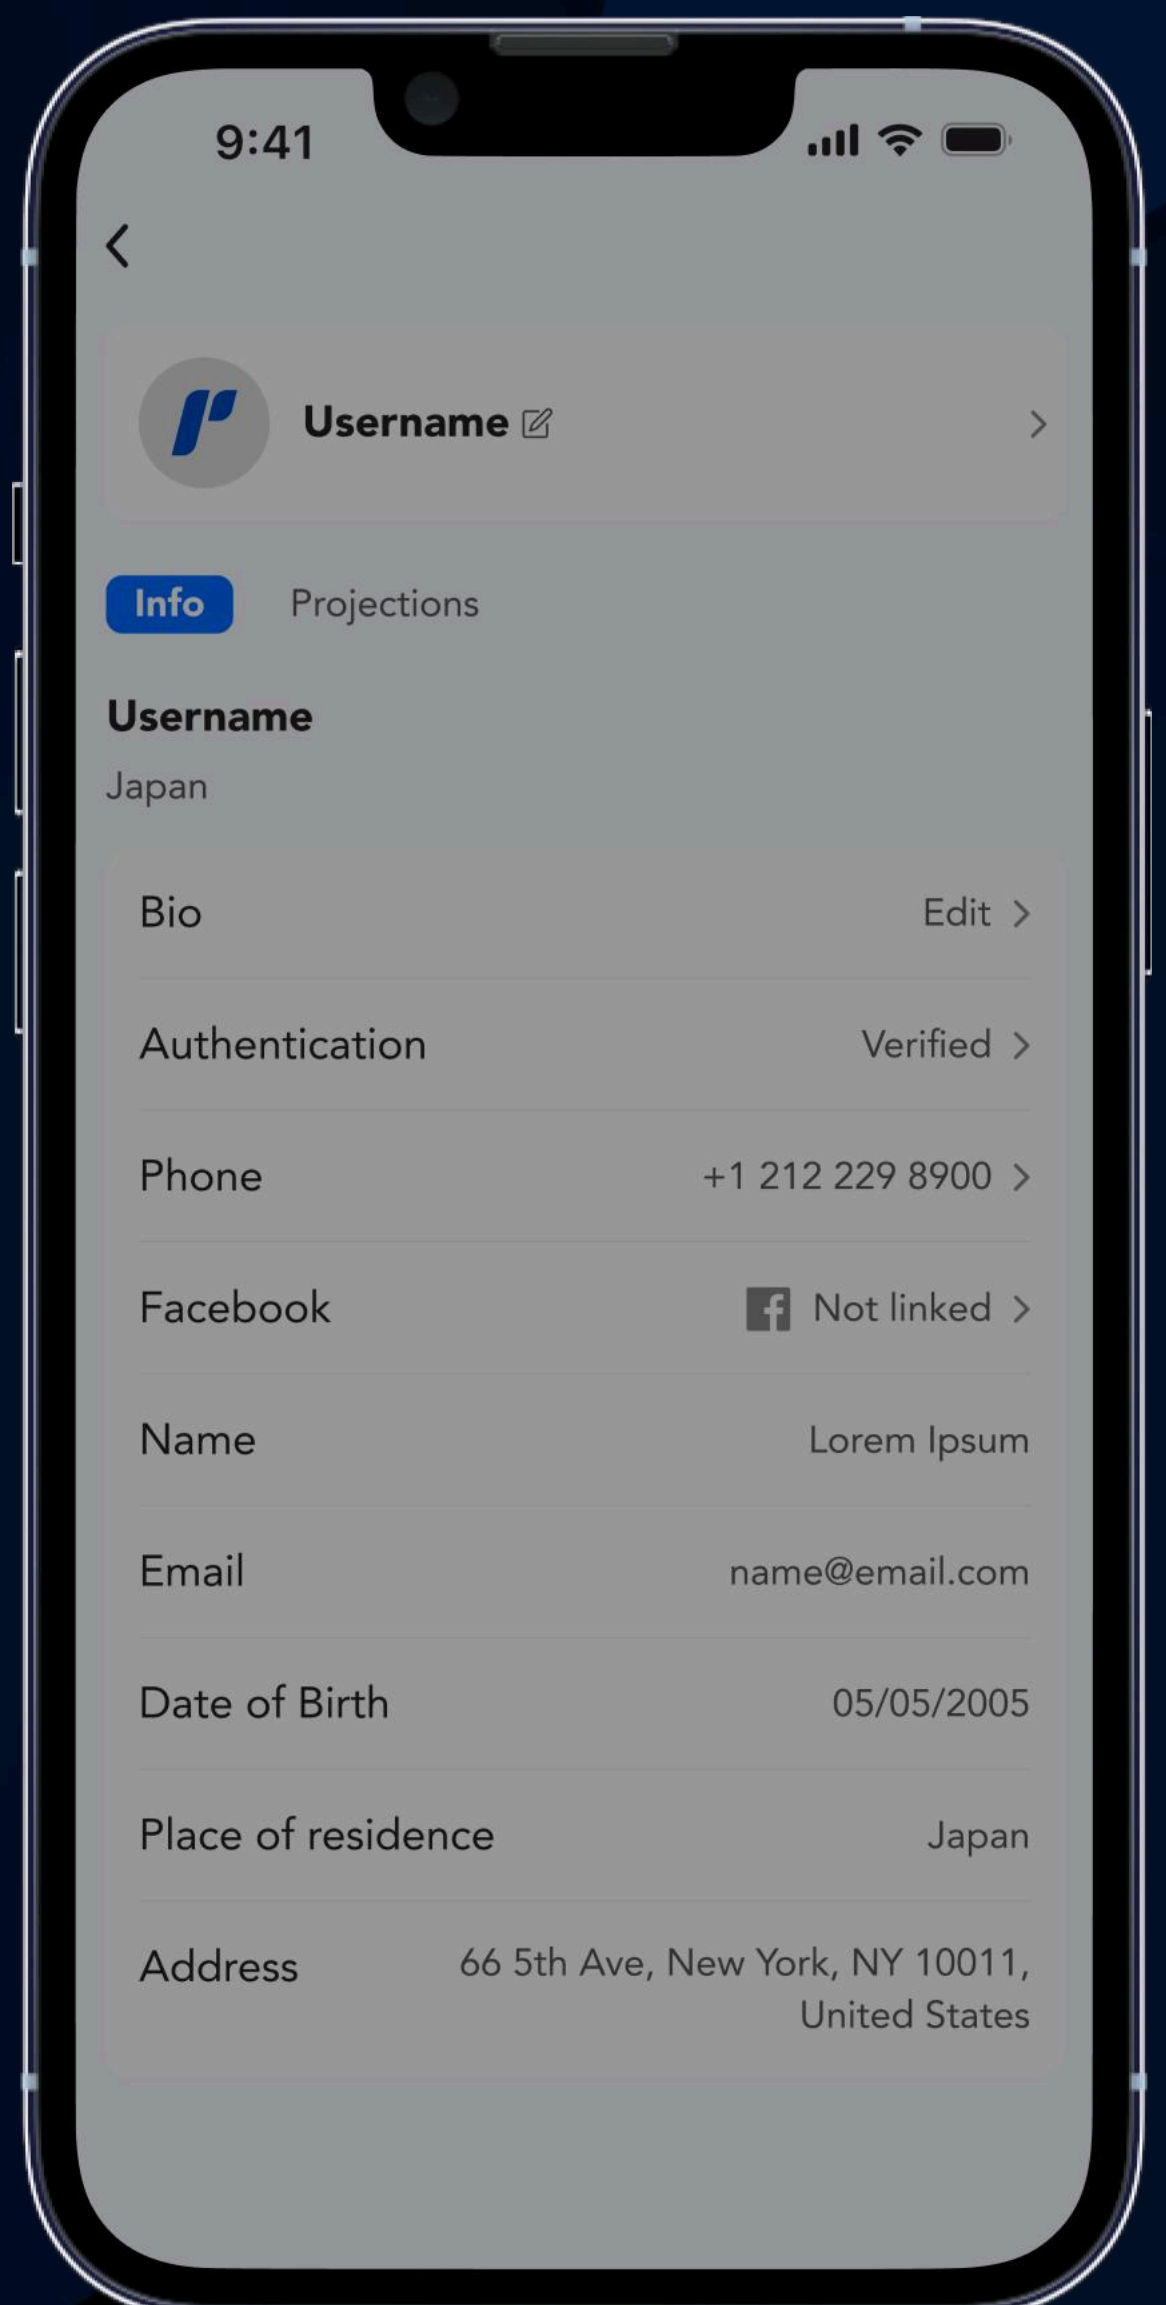 9:41
Username
Info Projections
Username
Japan
Bio Edit
Authentication Verified
Phone +1 212 229 8900
Facebook Not linked
Name Lorem Ipsum
Email name@email.com
Date of Birth 05/05/2005
Place of residence Japan
Address 66 5th Ave, New York, NY 10011,
United States